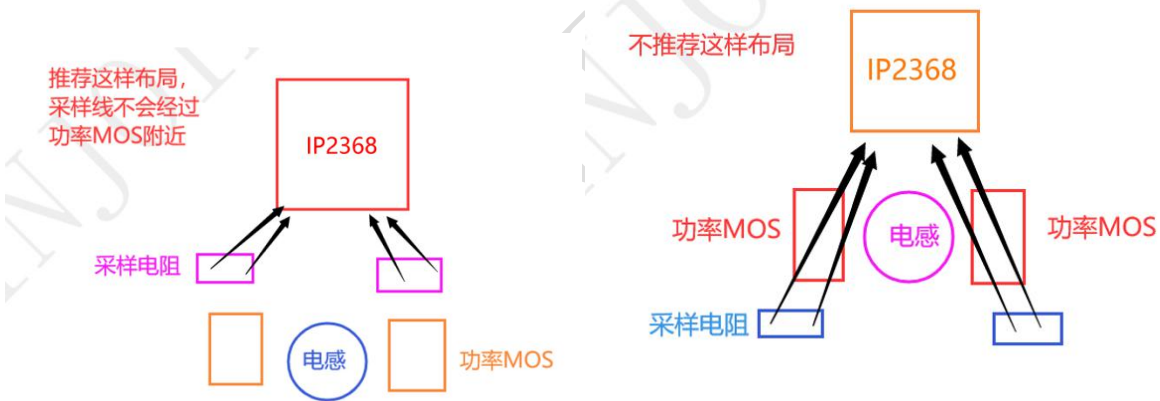 推荐这样布局，
采样线不会经过
功率MOS附近
IP2368
采样电阻
电感
功率MOS
不推荐这样布局
IP2368
功率MOS
电感
功率MOS
采样电阻